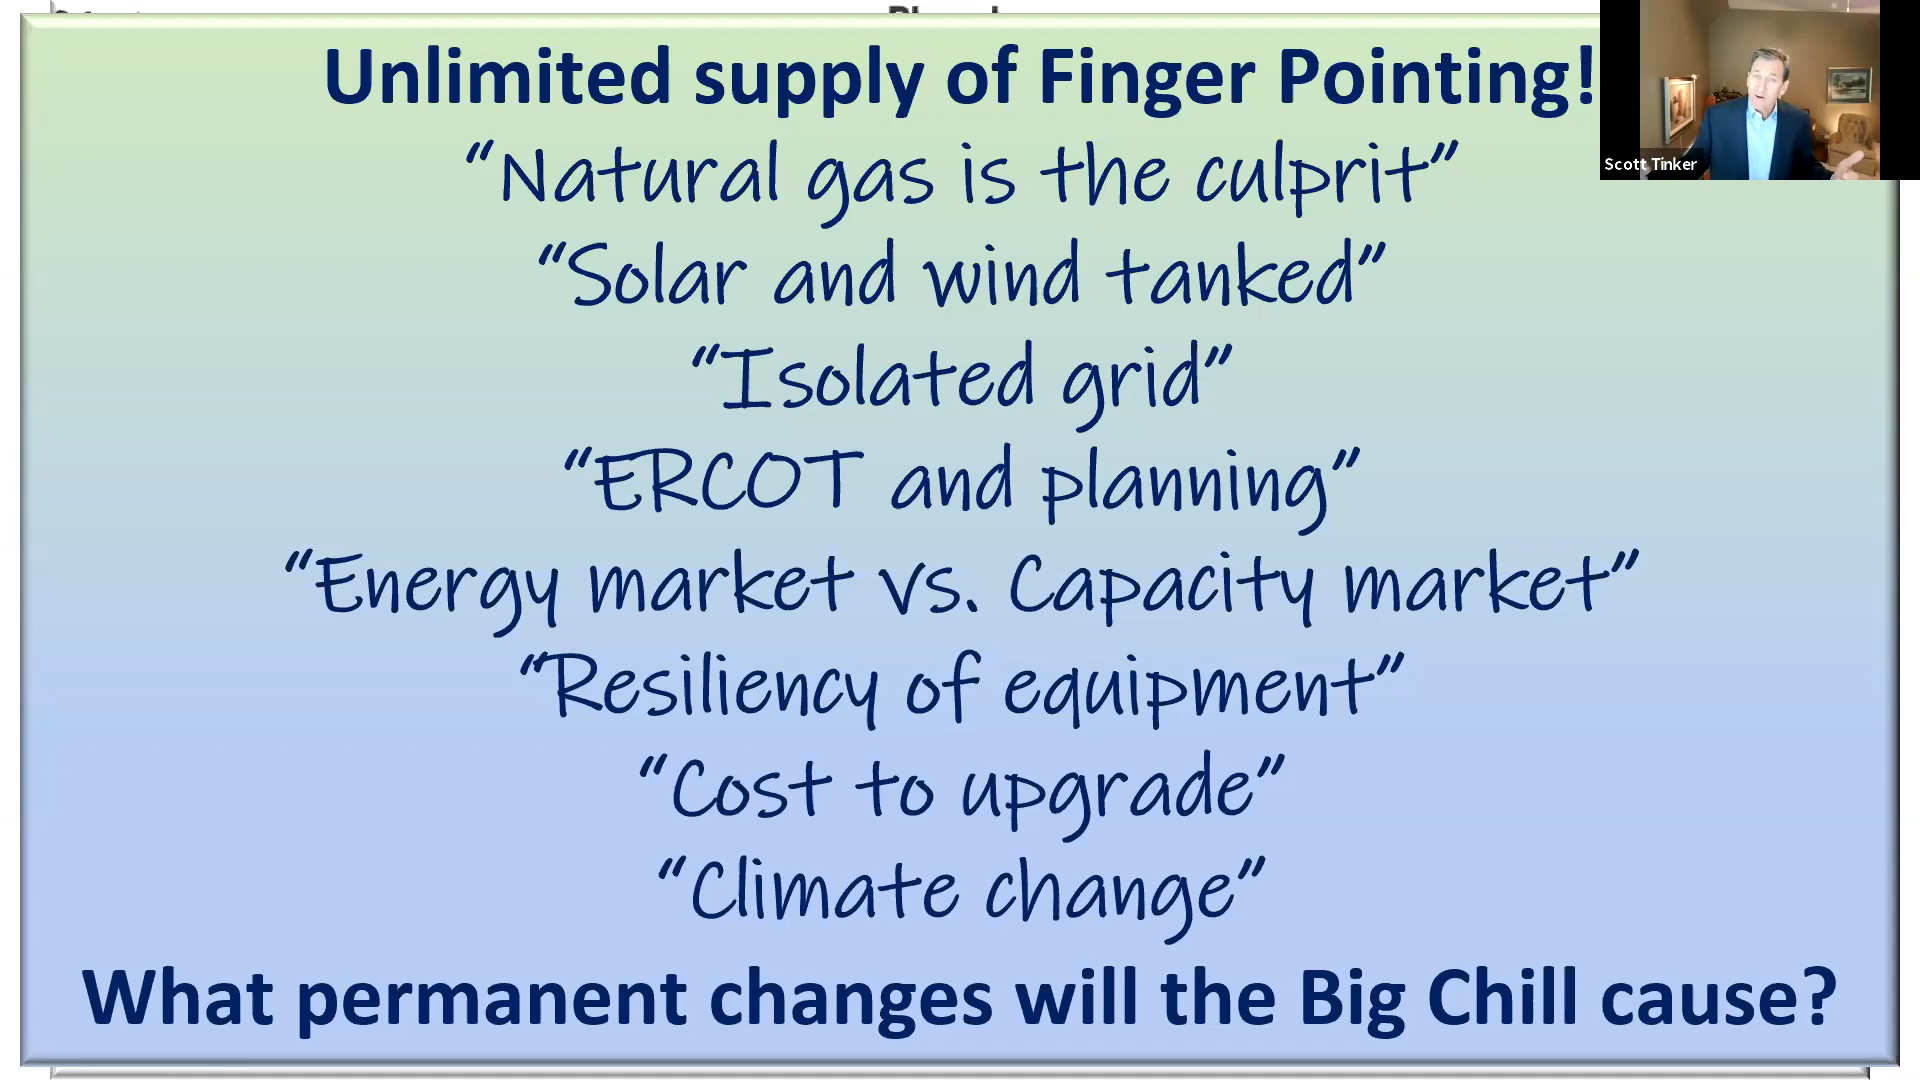 Unlimited supply of Finger Pointing!
“Natural gas is the culprit”
“Solar and wind tanked”
“Isolated grid”
“ERCOT and planning”
“Energy market vs. Capacity market”
“Resiliency of equipment”
“Cost to upgrade”
“Climate change”
What permanent changes will the Big Chill cause?
Scott Tinker